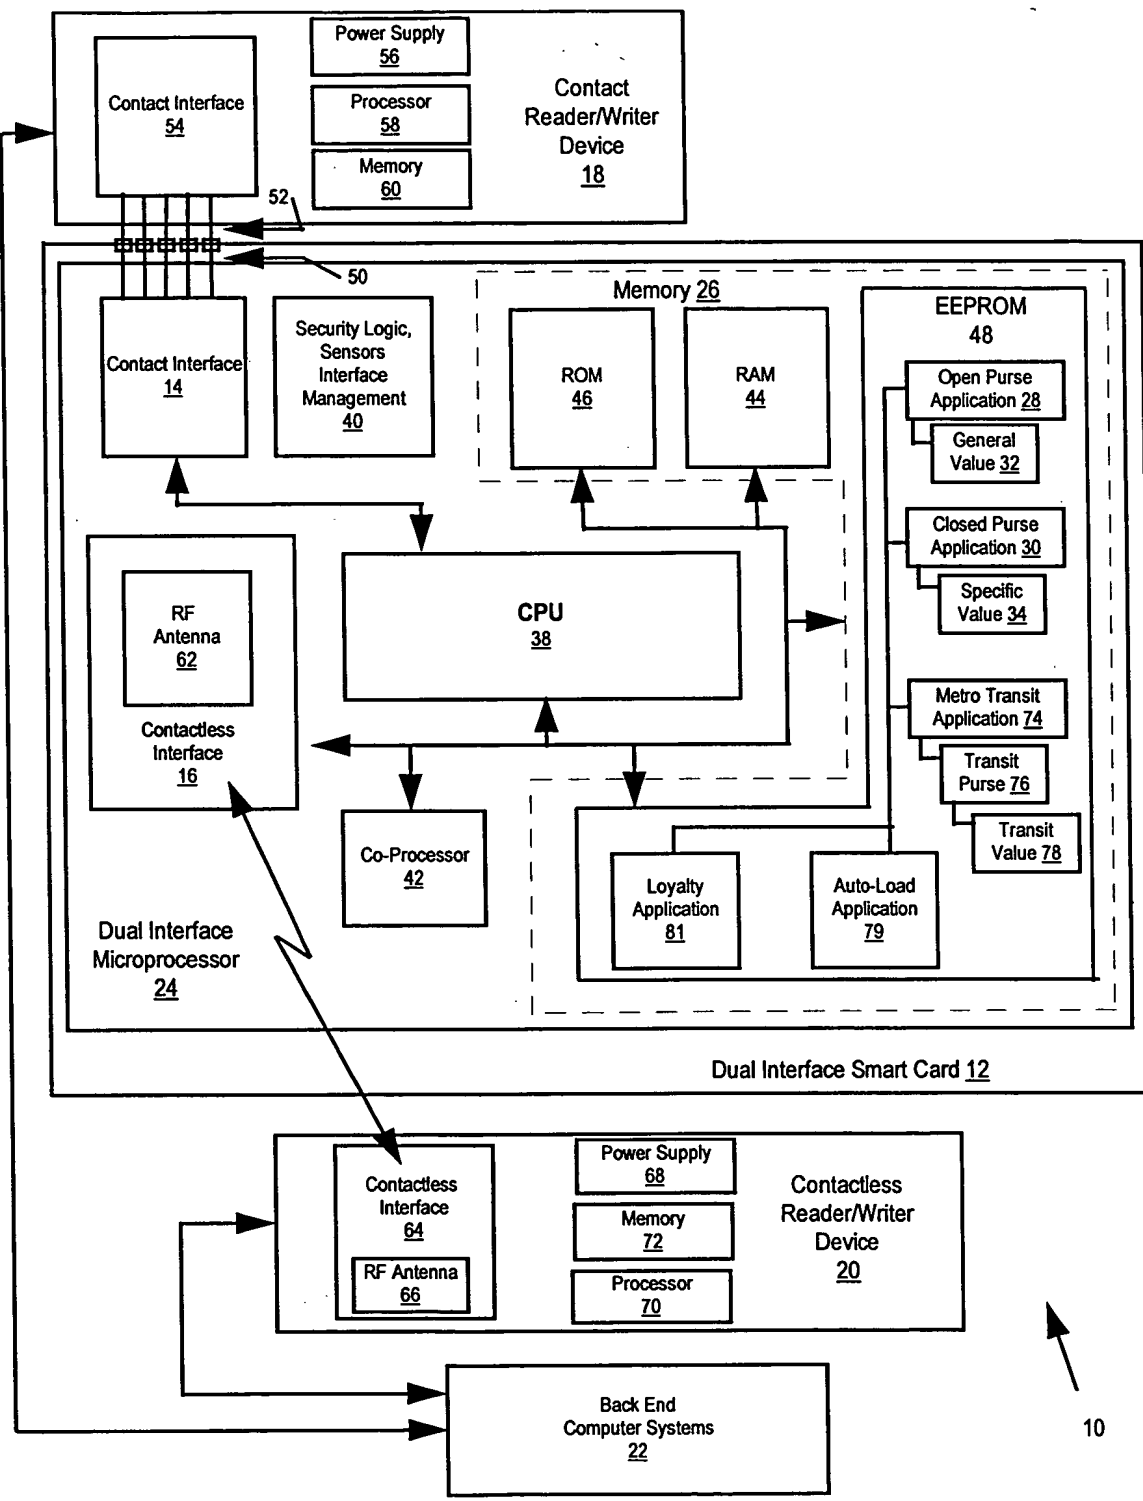 Power Supply
56
Contact Interface
54
Processor
58
Memory
60
Contact
Reader/Writer
Device
18
52
50
Contact Interface
14
Security Logic,
Sensors
Interface
Management
40
Memory 26
ROM
46
RAM
44
EEPROM
48
Open Purse
Application 28
General
Value 32
Closed Purse
Application 30
Specific
Value 34
Metro Transit
Application 74
Transit
Purse 76
Transit
Value 78
CPU
38
RF
Antenna
62
Contactless
Interface
16
Co-Processor
42
Loyalty
Application
81
Auto-Load
Application
79
Dual Interface
Microprocessor
24
Dual Interface Smart Card 12
Contactless
Interface
64
RF Antenna
66
Power Supply
68
Memory
72
Processor
70
Contactless
Reader/Writer
Device
20
Back End
Computer Systems
22
10